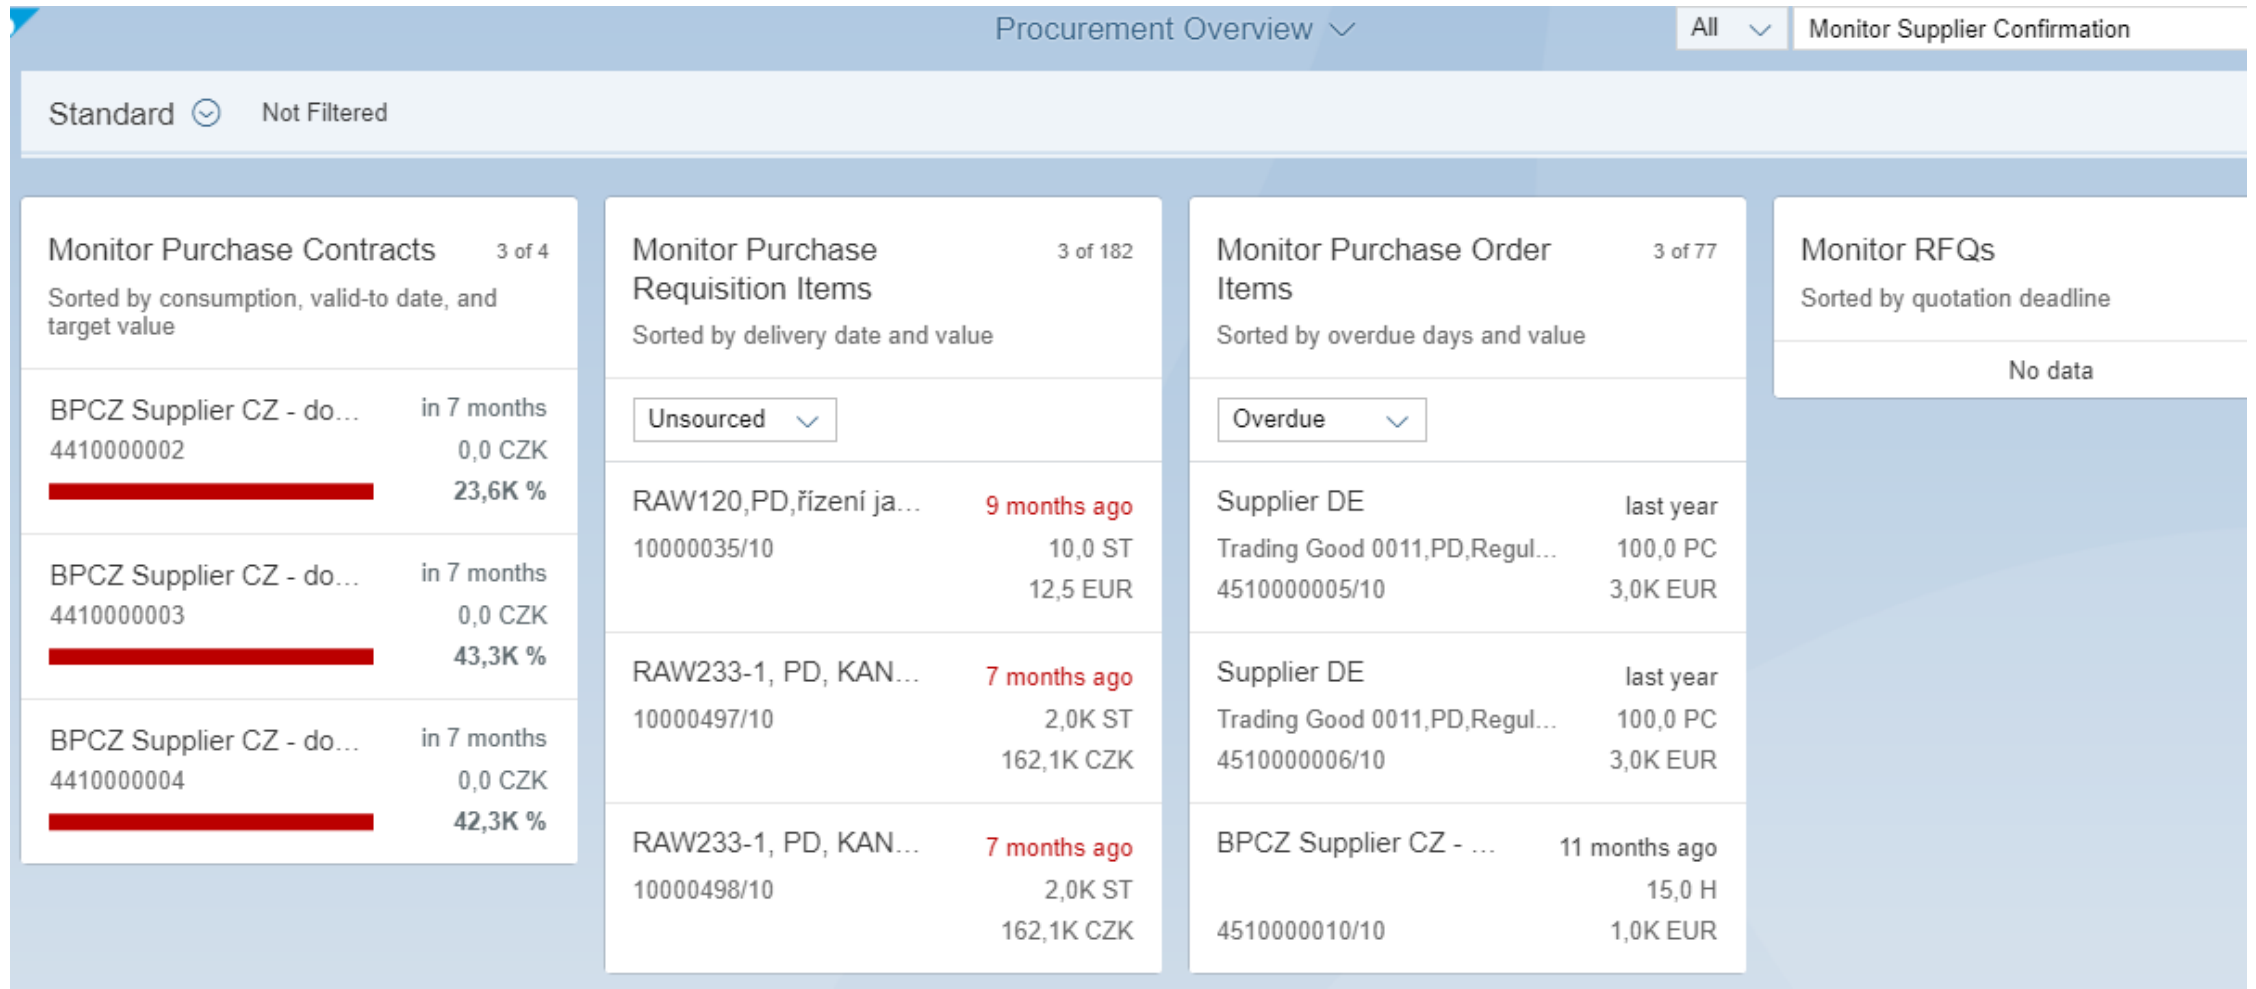 Procurement Overview
All
Monitor Supplier Confirmation
Standard
Not Filtered
Monitor Purchase Contracts
3 of 4
Sorted by consumption, valid-to date, and
target value
BPCZ Supplier CZ - do...
in 7 months
4410000002
0,0 CZK
23,6K %
BPCZ Supplier CZ - do...
in 7 months
4410000003
0,0 CZK
43,3K %
BPCZ Supplier CZ - do...
in 7 months
4410000004
0,0 CZK
42,3K %
Monitor Purchase
3 of 182
Requisition Items
Sorted by delivery date and value
Unsourced
RAW120,PD,řízení ja...
9 months ago
10000035/10
10,0 ST
12,5 EUR
RAW233-1, PD, KAN...
7 months ago
10000497/10
2,0K ST
162,1K CZK
RAW233-1, PD, KAN...
7 months ago
10000498/10
2,0K ST
162,1K CZK
Monitor Purchase Order
3 of 77
Items
Sorted by overdue days and value
Overdue
Supplier DE
last year
Trading Good 0011,PD,Regul...
100,0 PC
4510000005/10
3,0K EUR
Supplier DE
last year
Trading Good 0011,PD,Regul...
100,0 PC
4510000006/10
3,0K EUR
BPCZ Supplier CZ - ...
11 months ago
15,0 H
4510000010/10
1,0K EUR
Monitor RFQs
Sorted by quotation deadline
No data